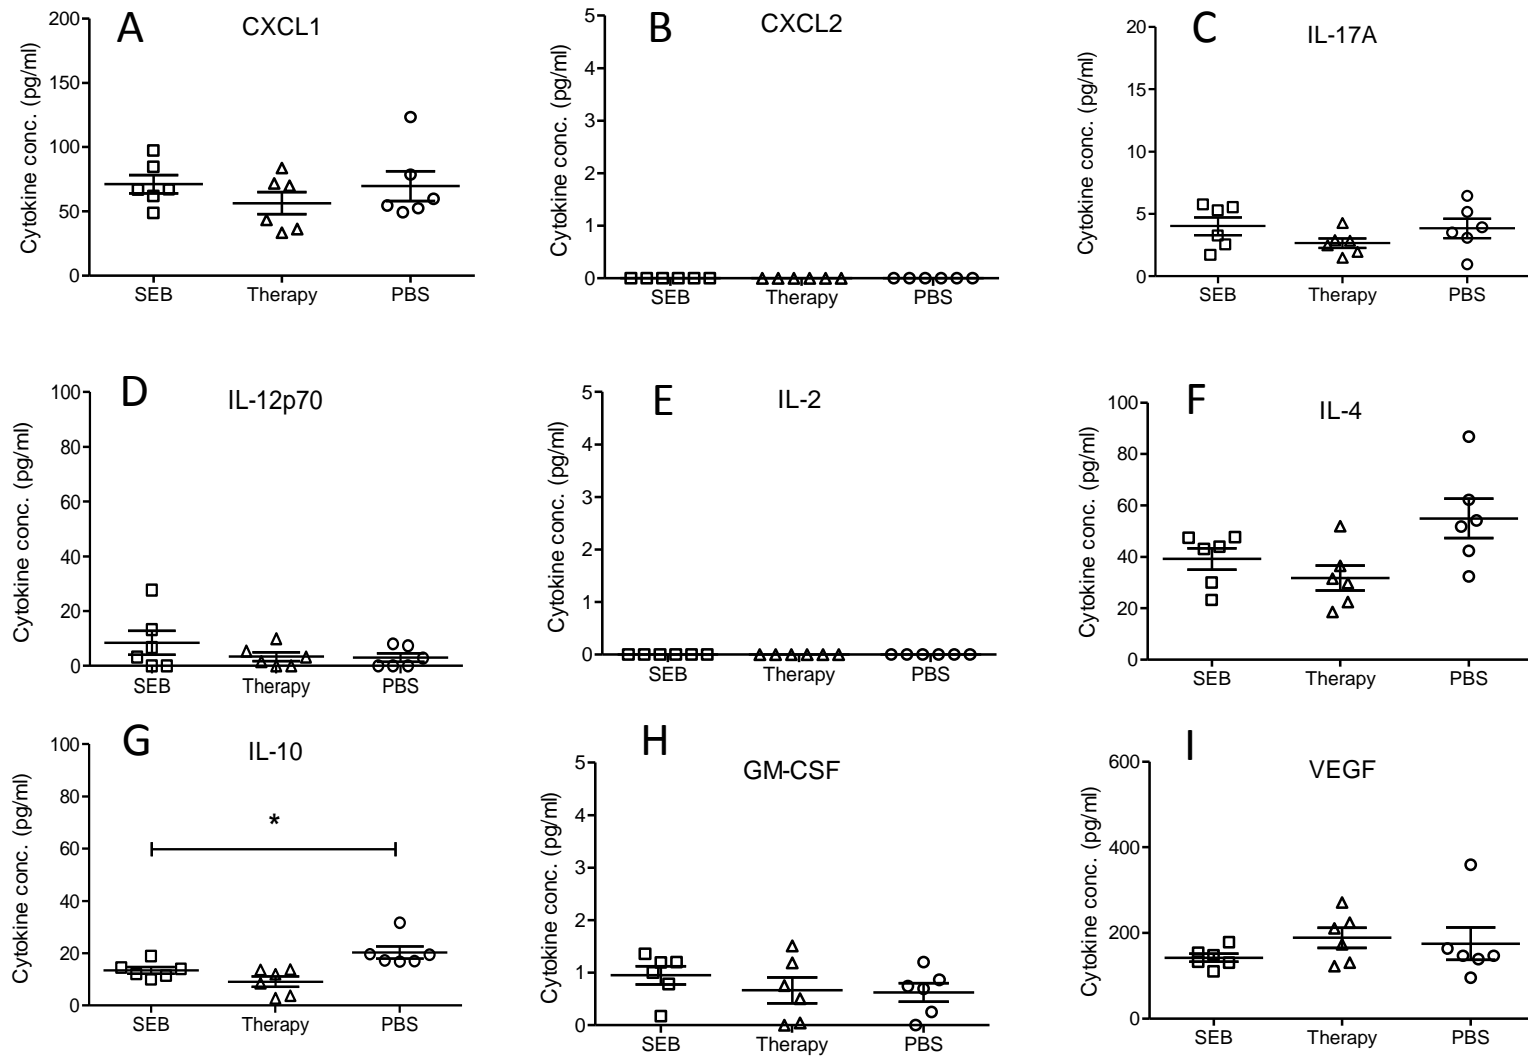 A
CXCL1
Cytokine conc. (pg/ml)
200
150
100
50
0
SEB Therapy PBS
B
CXCL2
Cytokine conc. (pg/ml)
5
4
3
2
1
0
SEB Therapy PBS
C
IL-17A
Cytokine conc. (pg/ml)
20
15
10
5
0
SEB Therapy PBS
D
IL-12p70
Cytokine conc. (pg/ml)
100
80
60
40
20
0
SEB Therapy PBS
E
IL-2
Cytokine conc. (pg/ml)
5
4
3
2
1
0
SEB Therapy PBS
F
IL-4
Cytokine conc. (pg/ml)
100
80
60
40
20
0
SEB Therapy PBS
G
IL-10
Cytokine conc. (pg/ml)
100
80
60
40
20
0
*
SEB Therapy PBS
H
GM-CSF
Cytokine conc. (pg/ml)
5
4
3
2
1
0
SEB Therapy PBS
I
VEGF
Cytokine conc. (pg/ml)
600
400
200
0
SEB Therapy PBS